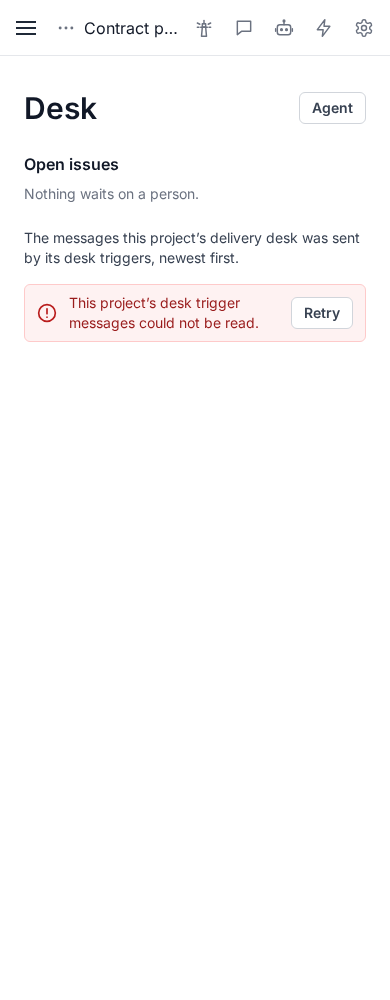 Contract p...
Desk
Agent
Open issues
Nothing waits on a person.
The messages this project’s delivery desk was sent
by its desk triggers, newest first.
This project’s desk trigger
messages could not be read.
Retry